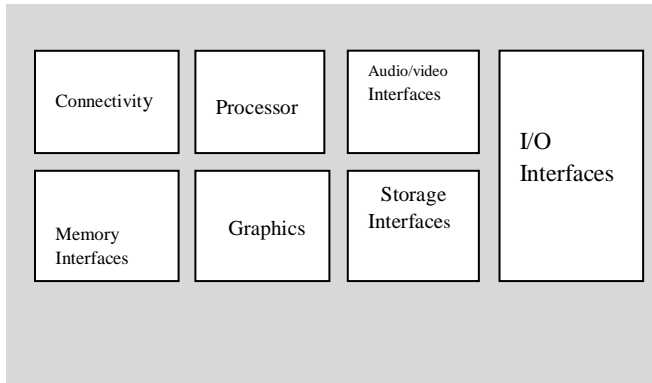 Connectivity
Processor
Audio/video
Interfaces
I/O
Interfaces
Memory
Interfaces
Graphics
Storage
Interfaces